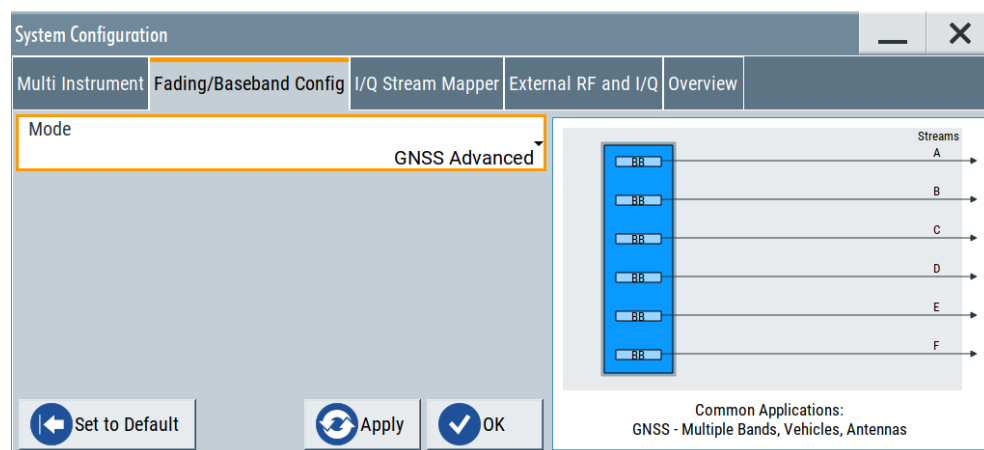 System Configuration
Multi Instrument Fading/Baseband Config I/Q Stream Mapper External RF and I/Q Overview
Mode
GNSS Advanced
Streams
BB A
BB B
BB C
BB D
BB E
BB F
Set to Default Apply OK
Common Applications:
GNSS - Multiple Bands, Vehicles, Antennas